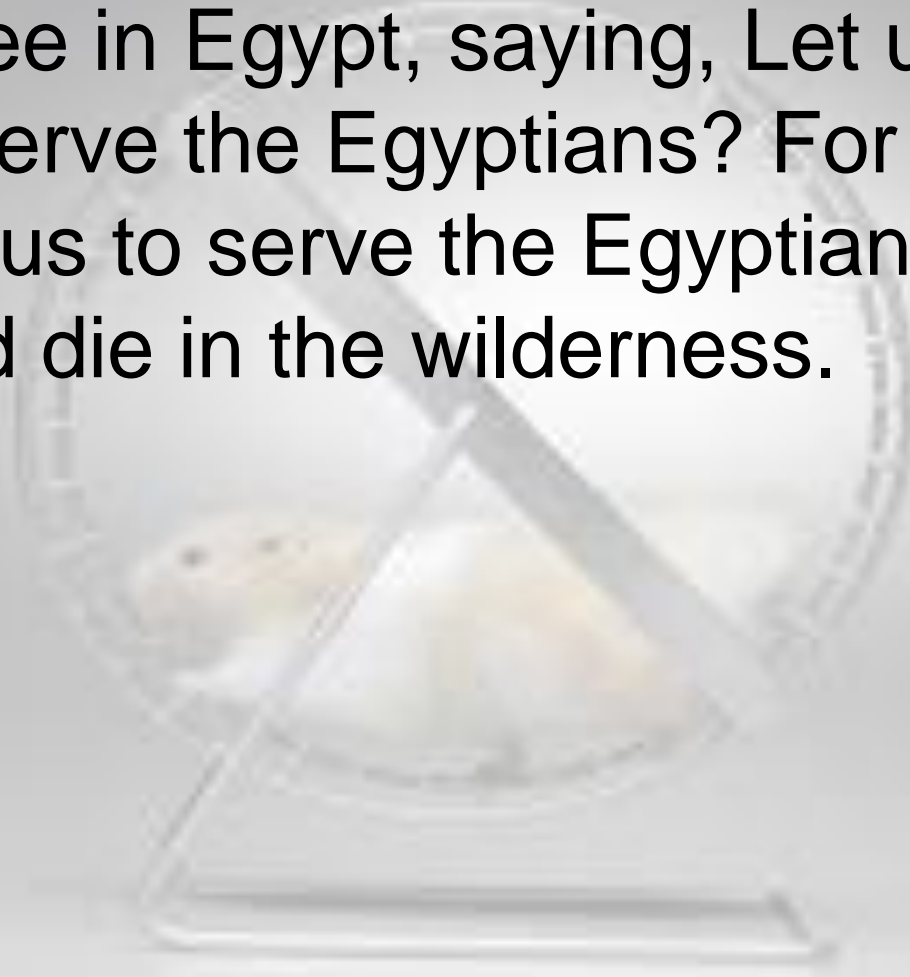 ee in Egypt, saying, Let u
erve the Egyptians? For
us to serve the Egyptian
d die in the wilderness.